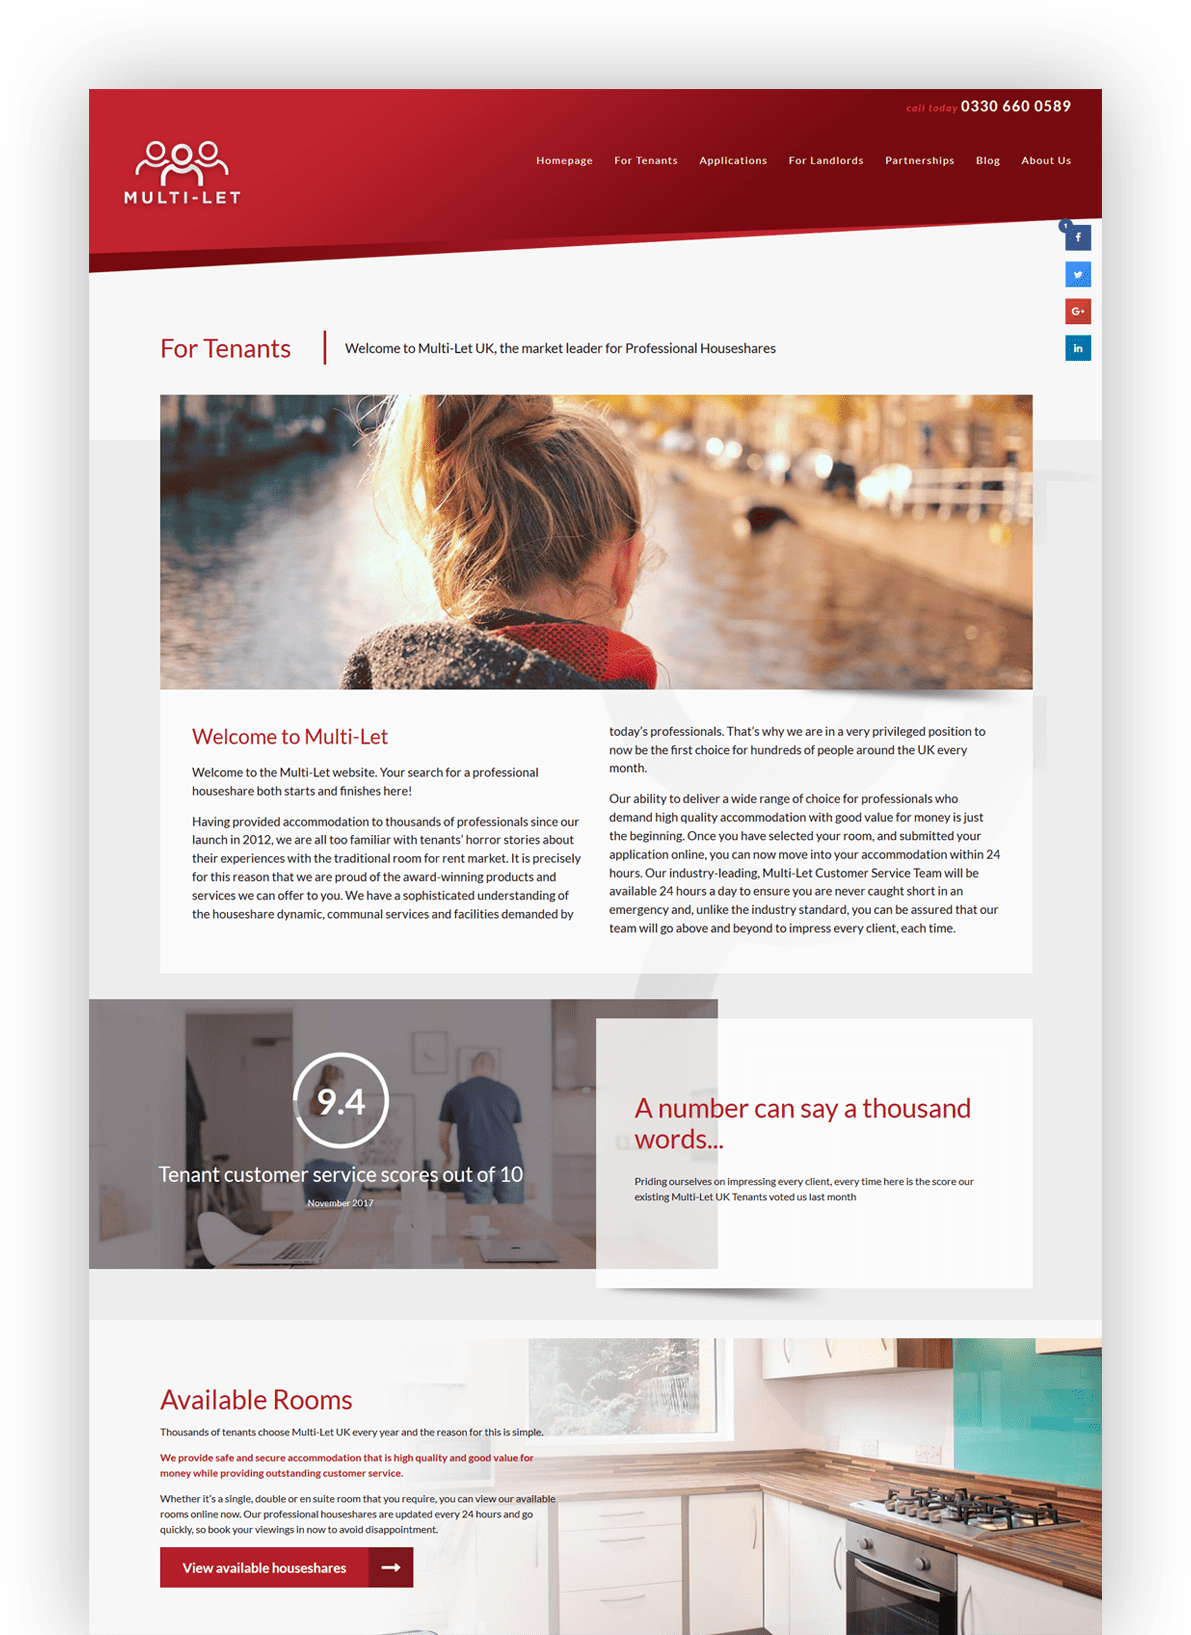 call today 0330 660 0589
MULTI-LET
Homepage For Tenants Applications For Landlords Partnerships Blog About Us
For Tenants
Welcome to Multi-Let UK, the market leader for Professional Houseshares
Welcome to Multi-Let
Welcome to the Multi-Let website. Your search for a professional
houseshare both starts and finishes here!
Having provided accommodation to thousands of professionals since our
launch in 2012, we are all too familiar with tenants' horror stories about
their experiences with the traditional room for rent market. It is precisely
for this reason that we are proud of the award-winning products and
services we can offer to you. We have a sophisticated understanding of
the houseshare dynamic, communal services and facilities demanded by
today's professionals. That's why we are in a very privileged position to
now be the first choice for hundreds of people around the UK every
month.
Our ability to deliver a wide range of choice for professionals who
demand high quality accommodation with good value for money is just
the beginning. Once you have selected your room, and submitted your
application online, you can now move into your accommodation within 24
hours. Our industry-leading, Multi-Let Customer Service Team will be
available 24 hours a day to ensure you are never caught short in an
emergency and, unlike the industry standard, you can be assured that our
team will go above and beyond to impress every client, each time.
9.4
Tenant customer service scores out of 10
November 2017
A number can say a thousand
words...
Priding ourselves on impressing every client, every time here is the score our
existing Multi-Let UK Tenants voted us last month
Available Rooms
Thousands of tenants choose Multi-Let UK every year and the reason for this is simple.
We provide safe and secure accommodation that is high quality and good value for
money while providing outstanding customer service.
Whether it's a single, double or en suite room that you require, you can view our available
rooms online now. Our professional houseshares are updated every 24 hours and go
quickly, so book your viewings in now to avoid disappointment.
View available houseshares